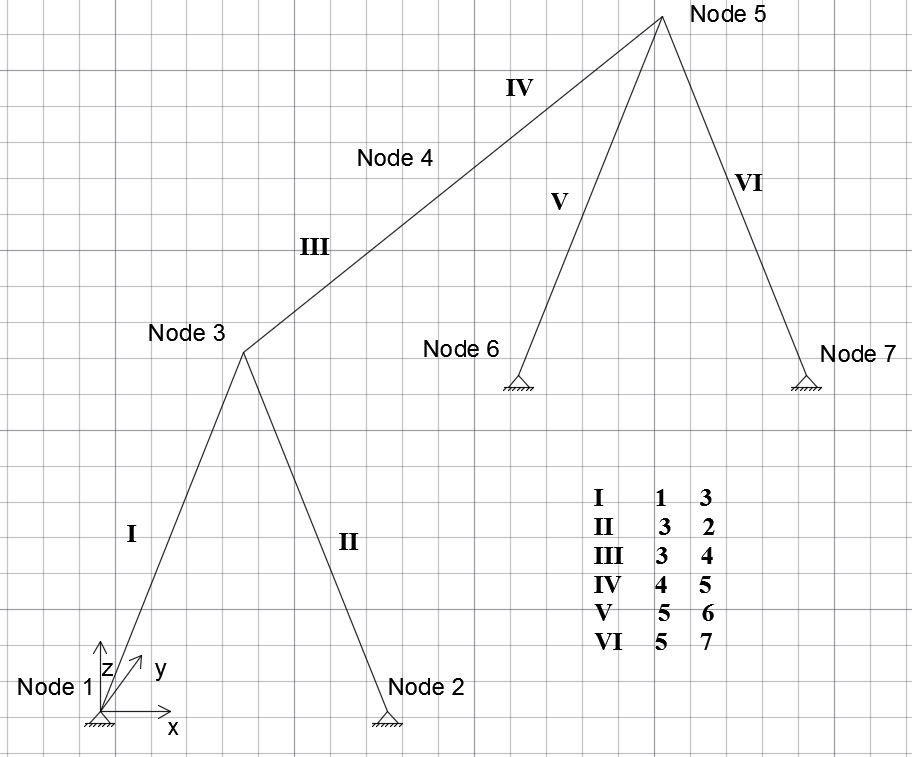 Node 5
IV
Node 4
VI
V
III
Node 3
Node 6
Node 7
I 1 3
II 3 2
III 3 4
IV 4 5
V 5 6
VI 5 7
I
II
z
y
Node 1
Node 2
x